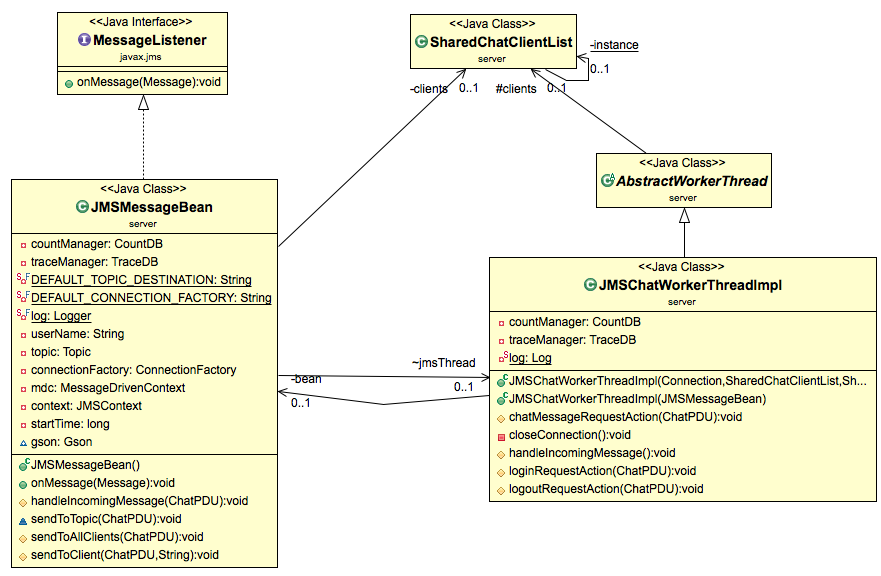 <<Java Interface>>
MessageListener
javax.jms
onMessage(Message):void
<<Java Class>>
SharedChatClientList
server
-instance
0..1
-clients
0..1
#clients
0..1
<<Java Class>>
AbstractWorkerThread
server
<<Java Class>>
JMSMessageBean
server
countManager: CountDB
traceManager: TraceDB
DEFAULT_TOPIC_DESTINATION: String
DEFAULT_CONNECTION_FACTORY: String
log: Logger
userName: String
topic: Topic
connectionFactory: ConnectionFactory
mdc: MessageDrivenContext
context: JMSContext
startTime: long
gson: Gson
JMSMessageBean()
onMessage(Message):void
handleIncomingMessage(ChatPDU):void
sendToTopic(ChatPDU):void
sendToAllClients(ChatPDU):void
sendToClient(ChatPDU,String):void
~jmsThread
0..1
-bean
0..1
<<Java Class>>
JMSChatWorkerThreadImpl
server
countManager: CountDB
traceManager: TraceDB
log: Log
JMSChatWorkerThreadImpl(Connection,SharedChatClientList,Sh...
JMSChatWorkerThreadImpl(JMSMessageBean)
chatMessageRequestAction(ChatPDU):void
closeConnection():void
handleIncomingMessage():void
loginRequestAction(ChatPDU):void
logoutRequestAction(ChatPDU):void